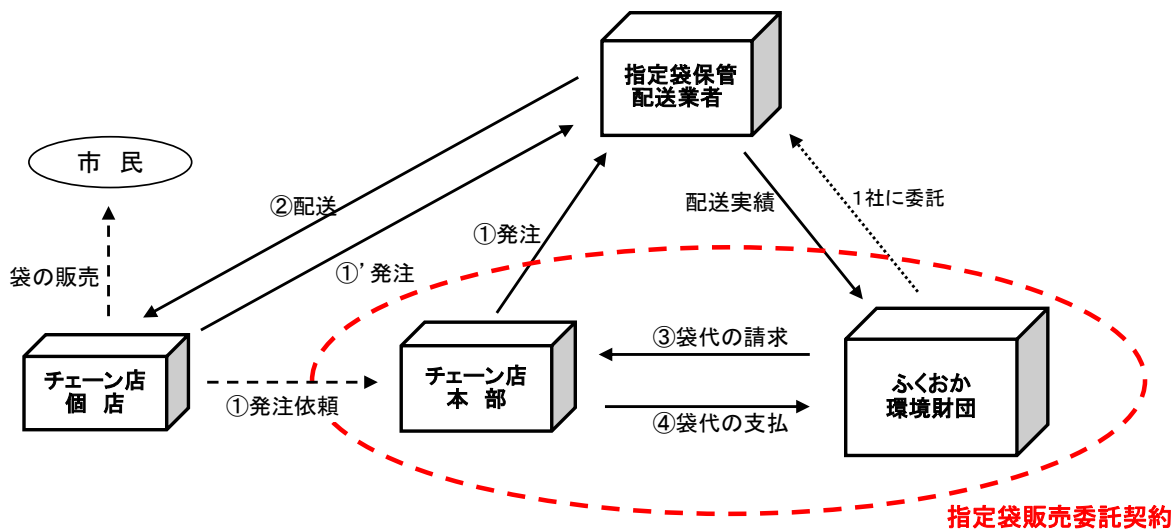 指定袋保管
配送業者
市 民
②配送
①’発注
①発注
配送実績
1社に委託
袋の販売
チェーン店
個 店
①発注依頼
チェーン店
本 部
③袋代の請求
④袋代の支払
ふくおか
環境財団
指定袋販売委託契約